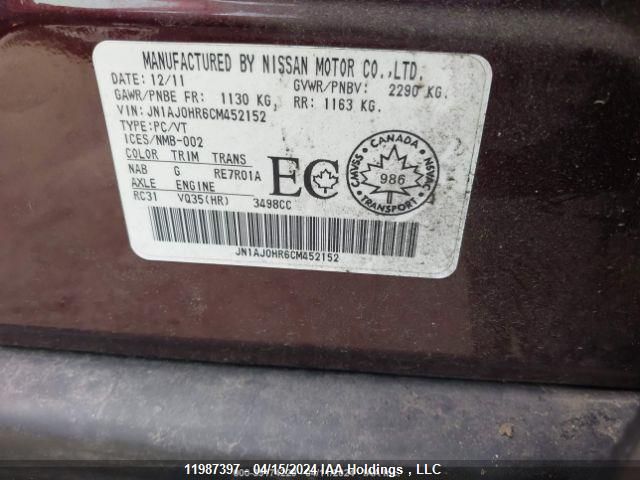 MANUFACTURED BY NISSAN MOTOR CO.,LTD.
DATE: 12/11 GVWR/PNBV: 2290 KG.
GAWR/PNBE FR: 1130 KG, RR: 1163 KG.
VIN: JN1AJ0HR6CM452152
TYPE:PC/VT
ICES/NMB-002
COLOR TRIM TRANS
NAB G RE7R01A
AXLE ENGINE
RC31 VQ35(HR) 3498CC
EC
CANADA
CMVSS NSVAC
986
TRANSPORT
JN1AJ0HR6CM452152
11987397 - 04/15/2024 IAA Holdings , LLC